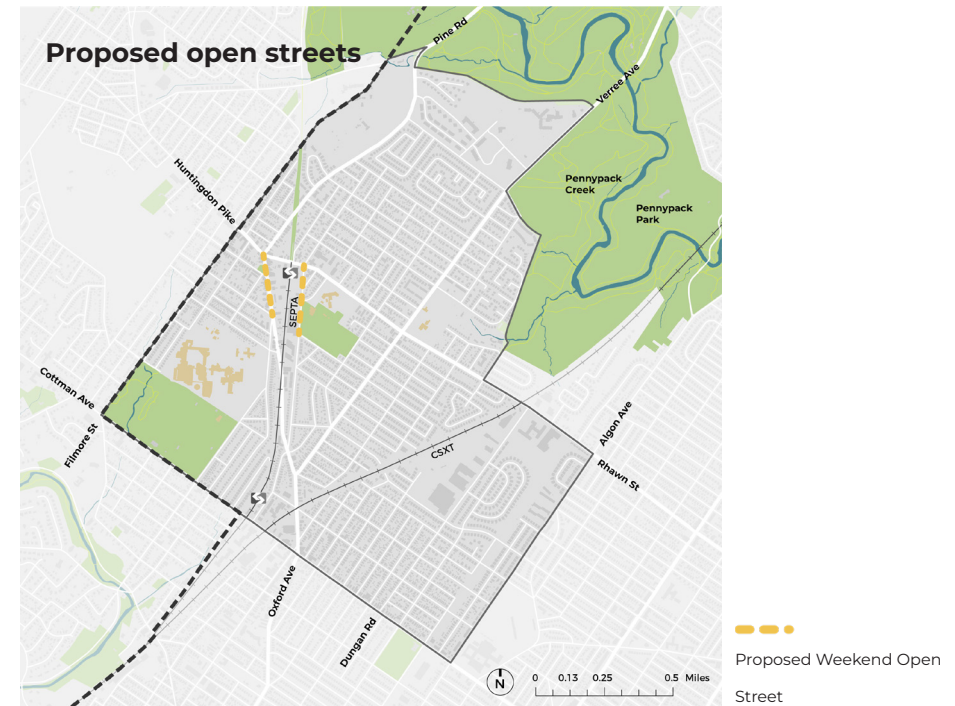 Proposed open streets
Pine Rd
Verree Ave
Huntingdon Pike
Pennypack
Creek
Pennypack
Park
S
SEPTA
Cottman Ave
Filmore St
Algon Ave
CSXT
Rhawn St
S
Oxford Ave
Dungan Rd
N
0 0.13 0.25 0.5 Miles
Proposed Weekend Open
Street